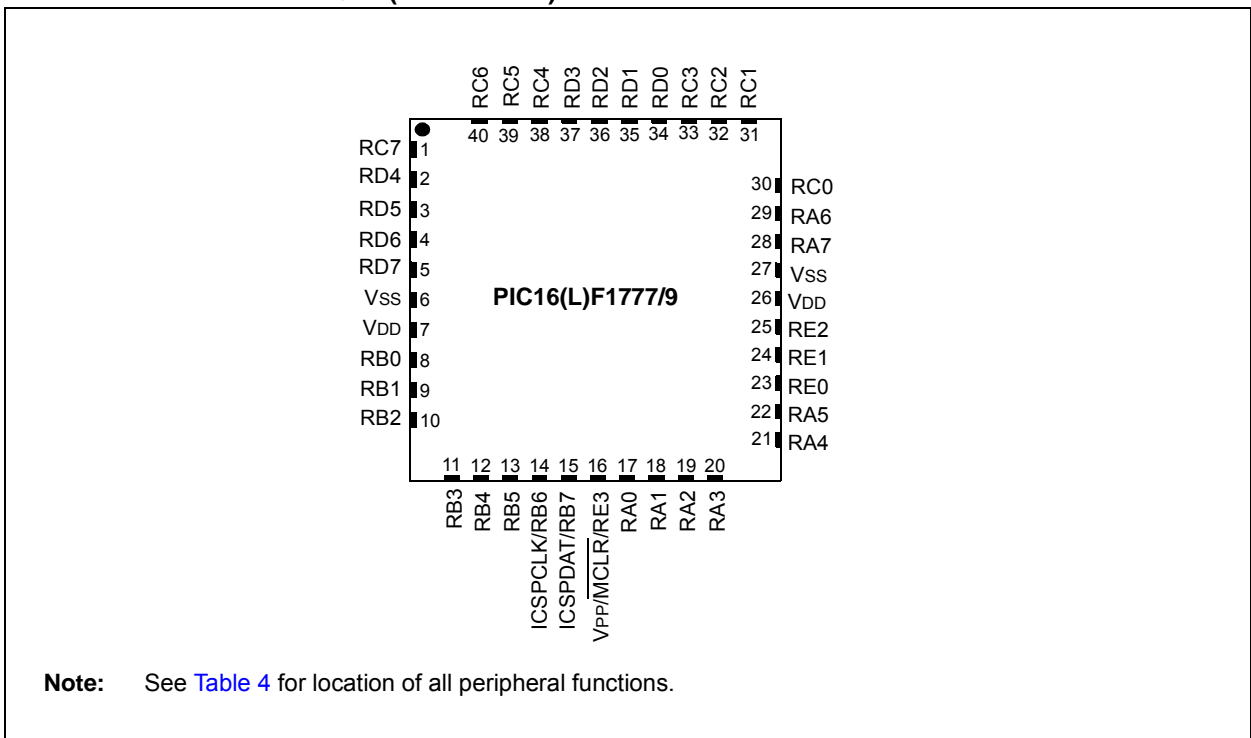 RC6
RC5
RC4
RD3
RD2
RD1
RD0
RC3
RC2
RC1
40 39 38 37 36 35 34 33 32 31
RC7 1
RD4 2
RD5 3
RD6 4
RD7 5
VSS 6
VDD 7
RB0 8
RB1 9
RB2 10
PIC16(L)F1777/9
30 RC0
29 RA6
28 RA7
27 VSS
26 VDD
25 RE2
24 RE1
23 RE0
22 RA5
21 RA4
11 12 13 14 15 16 17 18 19 20
RB3
RB4
RB5
ICSPCLK/RB6
ICSPDAT/RB7
VPP/MCLR/RE3
RA0
RA1
RA2
RA3
Note: See Table 4 for location of all peripheral functions.